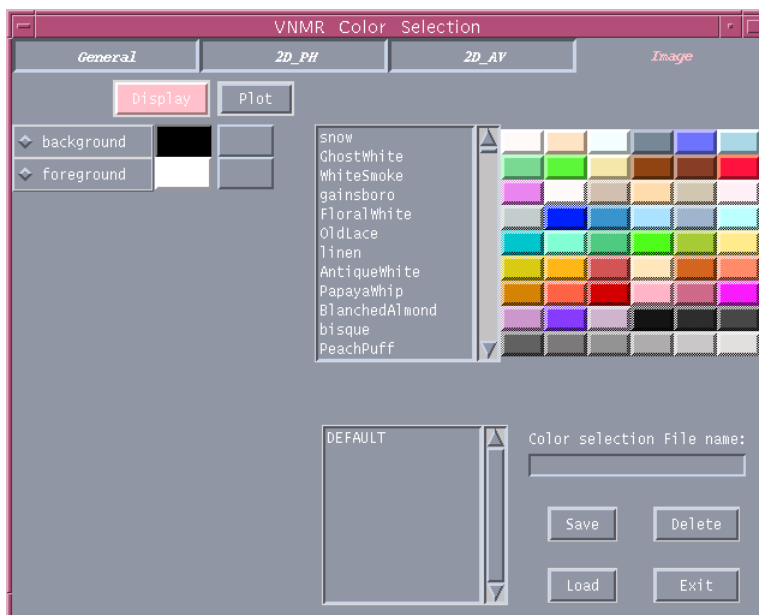 VNMR Color Selection
General 2D_PH 2D_AV Image
Display Plot
background
foreground
snow
GhostWhite
WhiteSmoke
gainsboro
FloralWhite
OldLace
linen
AntiqueWhite
PapayaWhip
BlanchedAlmond
bisque
PeachPuff
DEFAULT
Color selection File name:
Save Delete
Load Exit